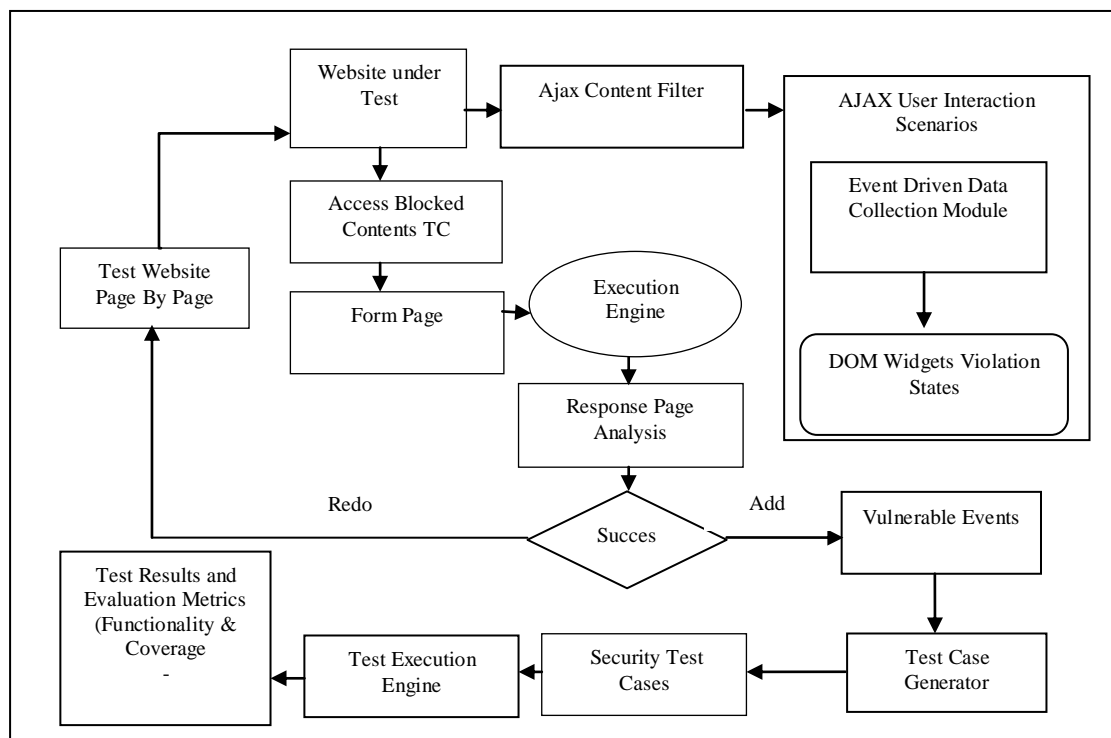 Website under
Test
Ajax Content Filter
AJAX User Interaction
Scenarios
Event Driven Data
Collection Module
Access Blocked
Contents TC
Test Website
Page By Page
Form Page
Execution
Engine
DOM Widgets Violation
States
Response Page
Analysis
Redo
Succes
Add
Vulnerable Events
Test Results and
Evaluation Metrics
(Functionality &
Coverage
-
Test Execution
Engine
Security Test
Cases
Test Case
Generator